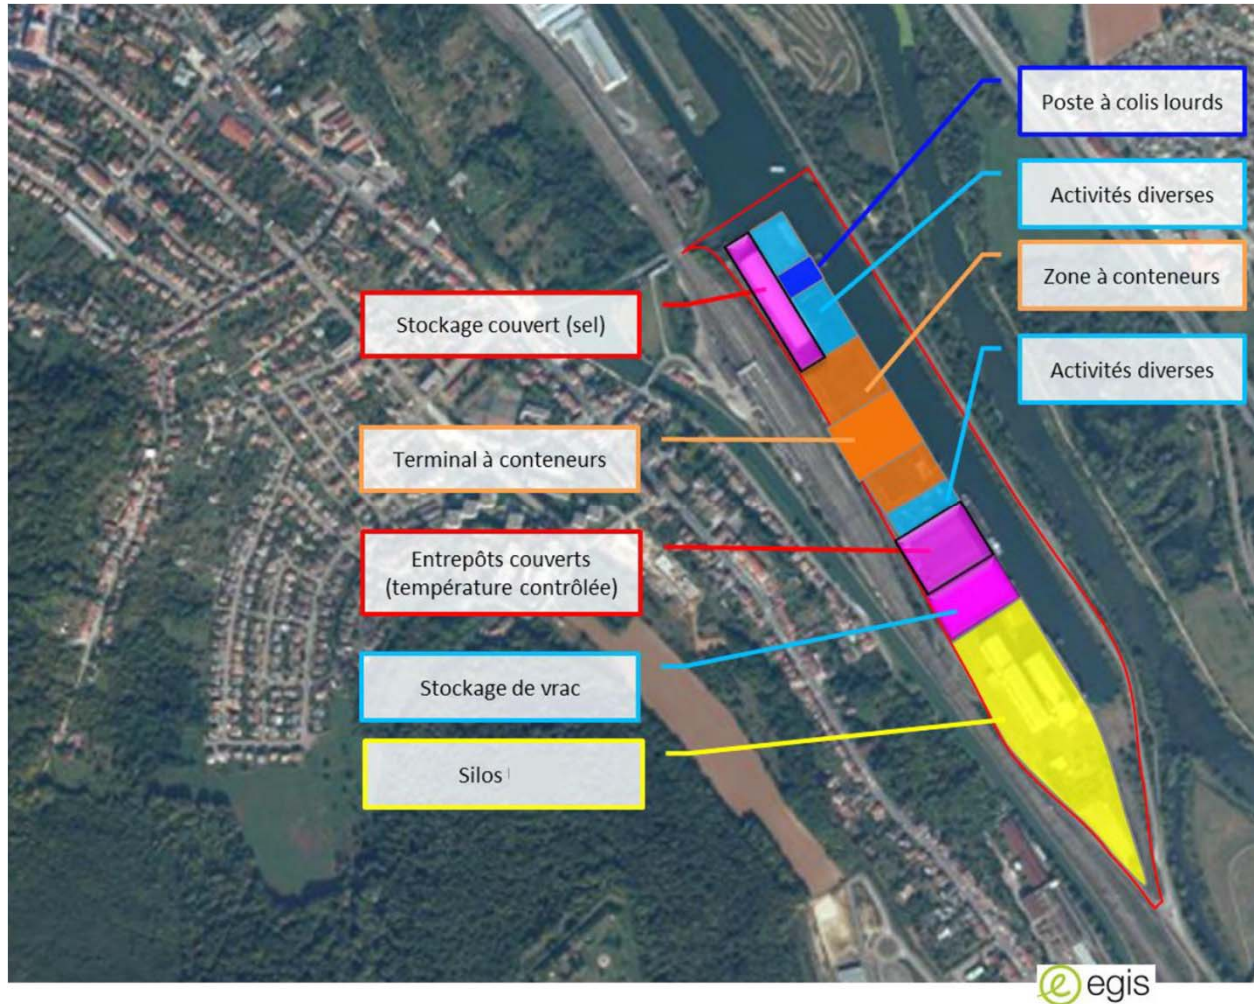 Poste à colis lourds
Activités diverses
Zone à conteneurs
Activités diverses
Stockage couvert (sel)
Terminal à conteneurs
Entrepôts couverts
(température contrôlée)
Stockage de vrac
Silos
egis